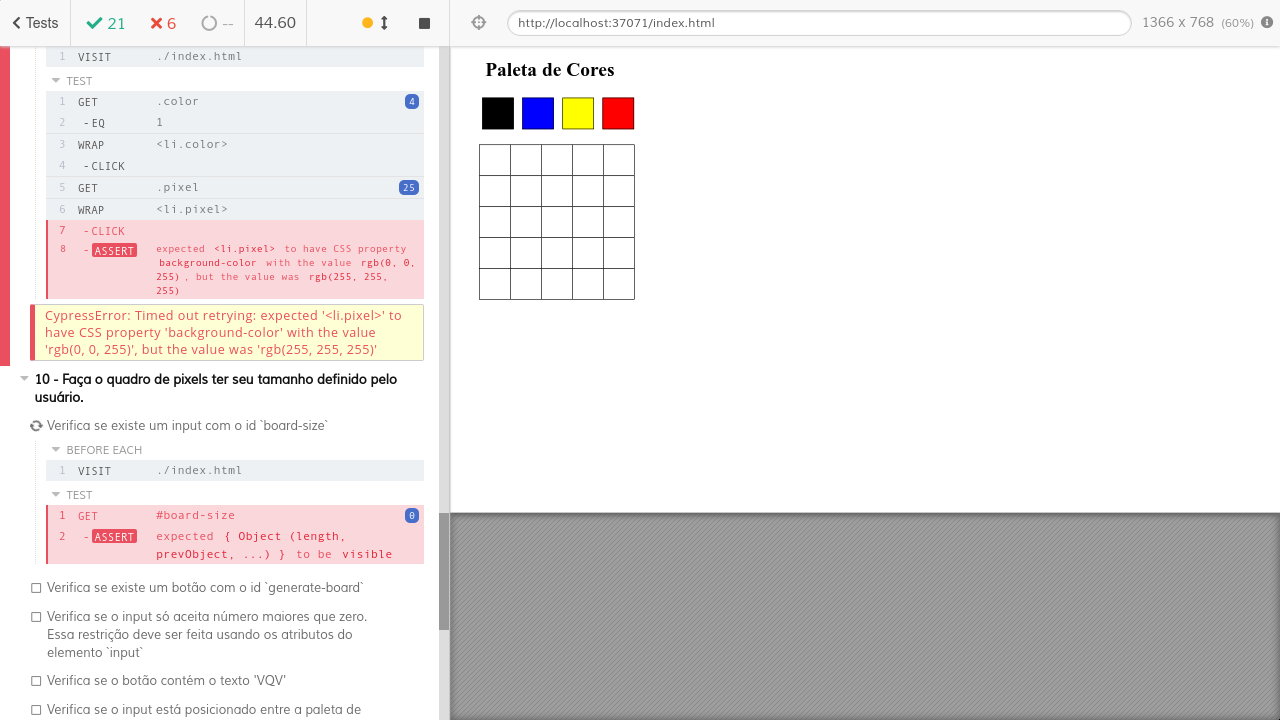 Tests 21 6 -- 44.60
http://localhost:37071/index.html 1366 x 768 (60%)
1 VISIT ./index.html
TEST
1 GET .color 4
2 -EQ 1
3 WRAP <li.color>
4 -CLICK
5 GET .pixel 25
6 WRAP <li.pixel>
7 -CLICK
8 -ASSERT expected <li.pixel> to have CSS property
background-color with the value rgb(0, 0,
255) , but the value was rgb(255, 255,
255)
CypressError: Timed out retrying: expected '<li.pixel>' to
have CSS property 'background-color' with the value
'rgb(0, 0, 255)', but the value was 'rgb(255, 255, 255)'
10 - Faça o quadro de pixels ter seu tamanho definido pelo
usuário.
Verifica se existe um input com o id `board-size`
BEFORE EACH
1 VISIT ./index.html
TEST
1 GET #board-size 0
2 -ASSERT expected { Object (length,
prevObject, ...) } to be visible
Verifica se existe um botão com o id `generate-board`
Verifica se o input só aceita número maiores que zero.
Essa restrição deve ser feita usando os atributos do
elemento `input`
Verifica se o botão contém o texto 'VQV'
Verifica se o input está posicionado entre a paleta de
Paleta de Cores